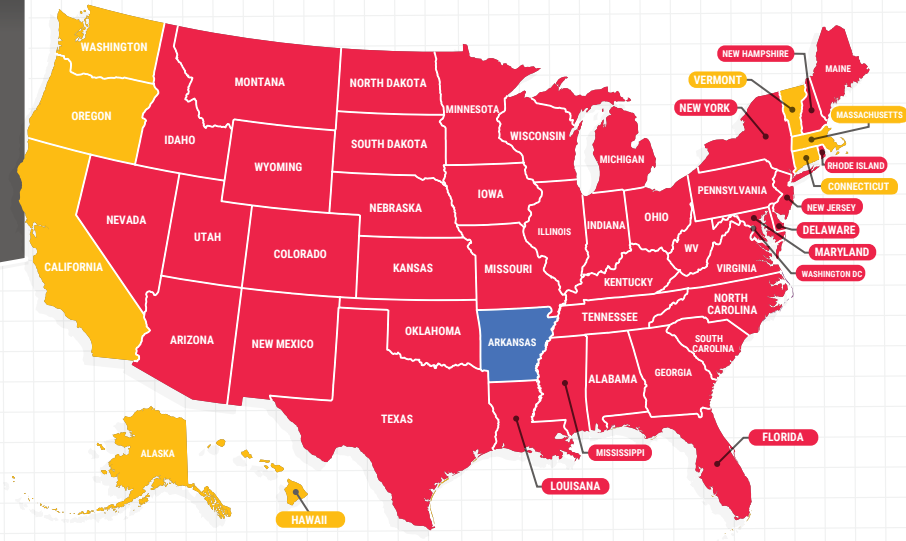 WASHINGTON
MONTANA
NORTH DAKOTA
MINNESOTA
NEW HAMPSHIRE
MAINE
VERMONT
NEW YORK
MASSACHUSETTS
OREGON
IDAHO
SOUTH DAKOTA
WISCONSIN
MICHIGAN
RHODE ISLAND
CONNECTICUT
WYOMING
IOWA
PENNSYLVANIA
NEW JERSEY
NEBRASKA
NEVADA
UTAH
ILLINOIS
INDIANA
OHIO
DELAWARE
COLORADO
WV
MARYLAND
CALIFORNIA
KANSAS
MISSOURI
KENTUCKY
VIRGINIA
WASHINGTON DC
NORTH
CAROLINA
TENNESSEE
ARIZONA
NEW MEXICO
OKLAHOMA
ARKANSAS
SOUTH
CAROLINA
ALABAMA
GEORGIA
TEXAS
FLORIDA
ALASKA
MISSISSIPPI
LOUISANA
HAWAII